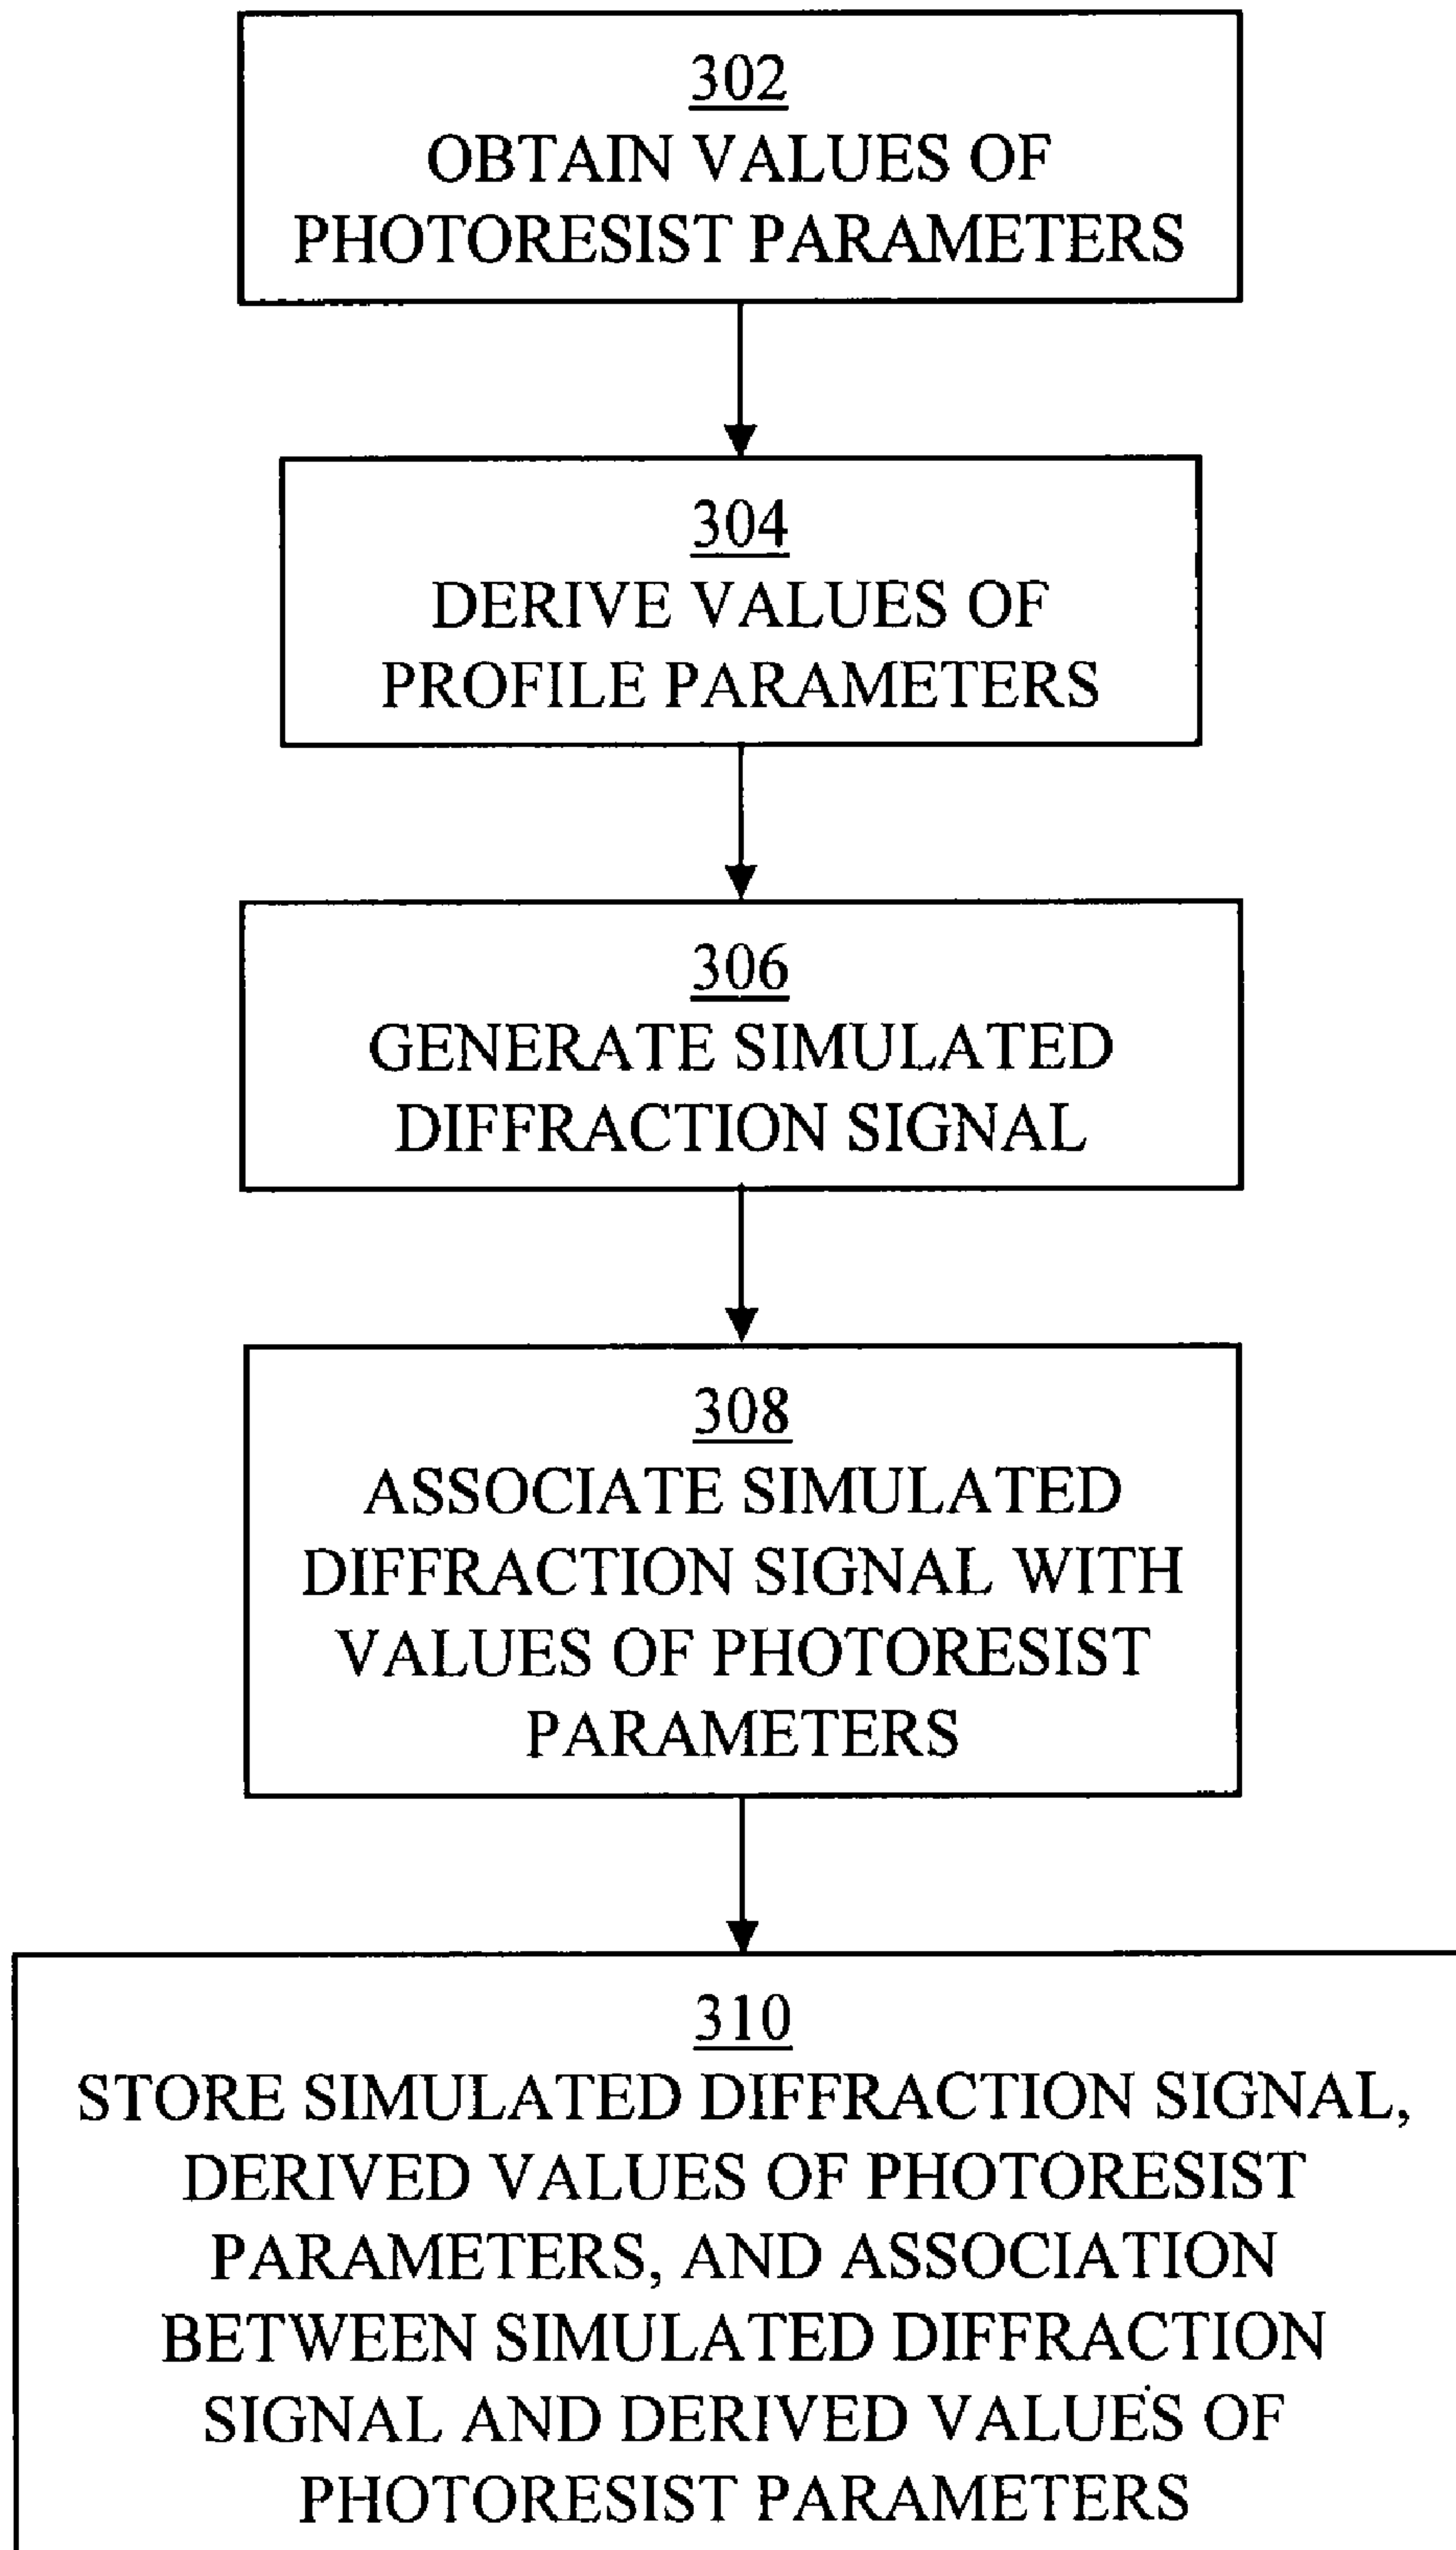 302
OBTAIN VALUES OF
PHOTORESIST PARAMETERS
304
DERIVE VALUES OF
PROFILE PARAMETERS
306
GENERATE SIMULATED
DIFFRACTION SIGNAL
308
ASSOCIATE SIMULATED
DIFFRACTION SIGNAL WITH
VALUES OF PHOTORESIST
PARAMETERS
310
STORE SIMULATED DIFFRACTION SIGNAL,
DERIVED VALUES OF PHOTORESIST
PARAMETERS, AND ASSOCIATION
BETWEEN SIMULATED DIFFRACTION
SIGNAL AND DERIVED VALUES OF
PHOTORESIST PARAMETERS